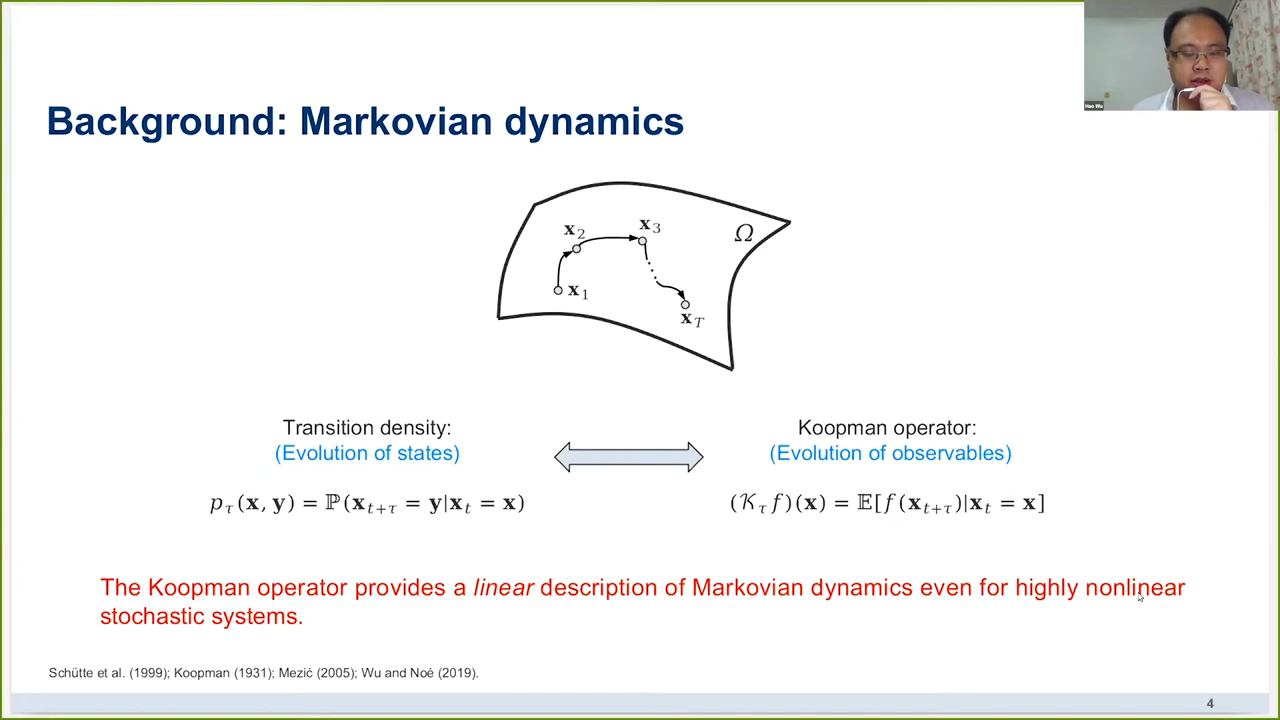 Hao Wu
Background: Markovian dynamics
x₂
x₃
Ω
x₁
x_T
Transition density:
(Evolution of states)
Koopman operator:
(Evolution of observables)
p_τ(x, y) = ℙ(x_{t+τ} = y|x_t = x)
(𝒦_τ f)(x) = 𝔼[f(x_{t+τ})|x_t = x]
The Koopman operator provides a linear description of Markovian dynamics even for highly nonlinear
stochastic systems.
Schütte et al. (1999); Koopman (1931); Mezić (2005); Wu and Noé (2019).
4